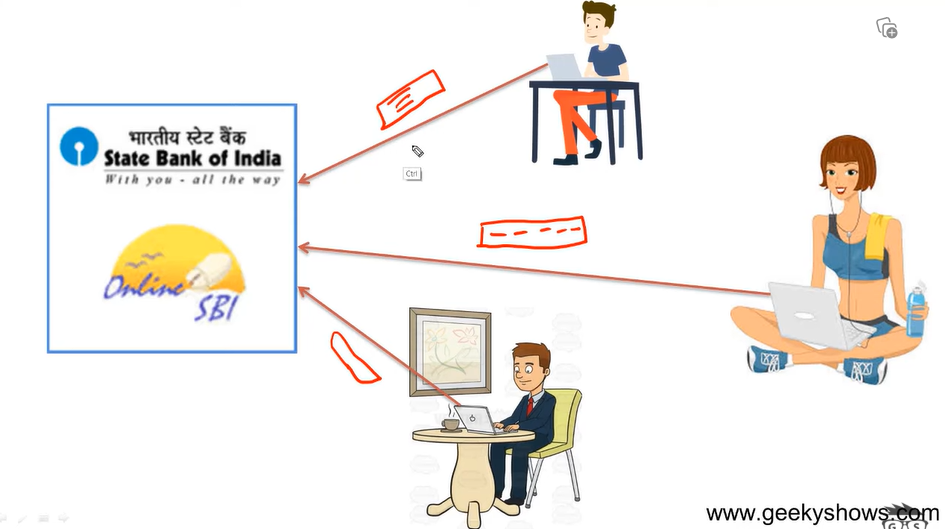 भारतीय स्टेट बैंक
State Bank of India
With you - all the way
Online
SBI
Ctrl
www.geekyshows.com